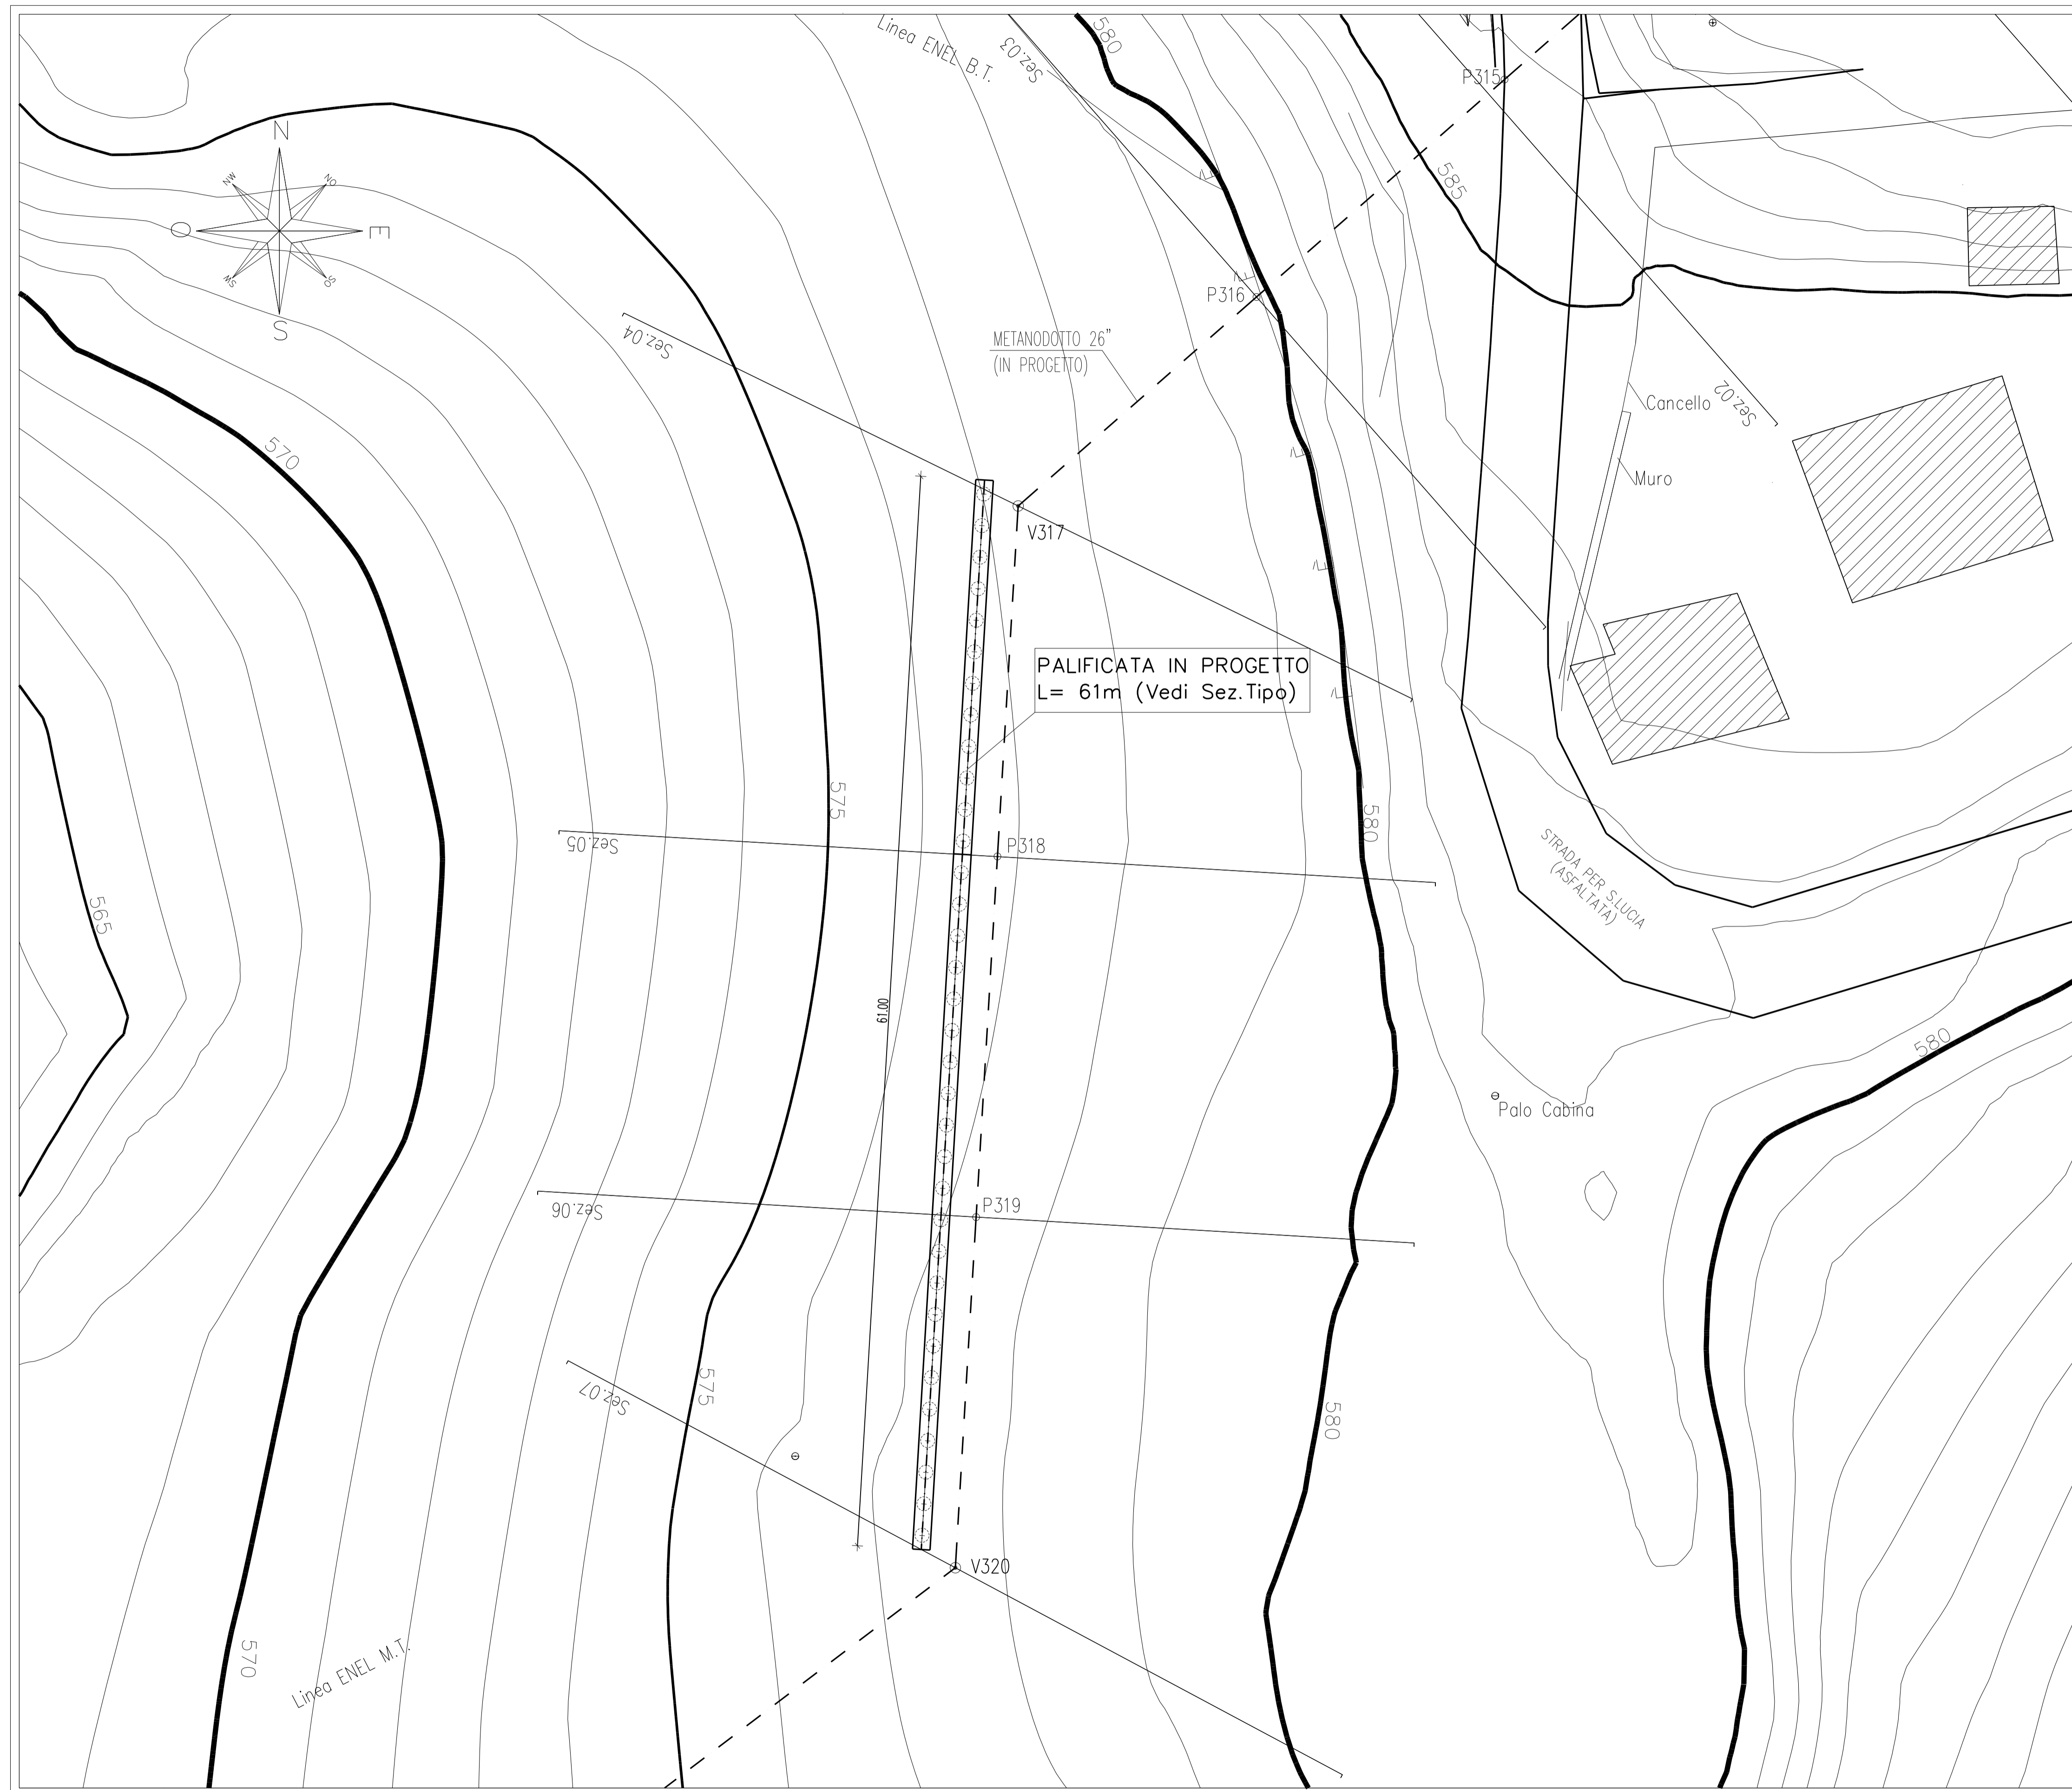 Linea ENEL B.T.
Sez.03
580
P315
585
N
NW
NO
O
E
SW
SO
S
P316
Sez.04
METANODOTTO 26"
(IN PROGETTO)
Cancello
Sez.02
Muro
570
V317
PALIFICATA IN PROGETTO
L= 61m (Vedi Sez.Tipo)
575
580
Sez.05
P318
STRADA PER S.LUCIA
(ASFALTATA)
565
61.00
580
Palo Cabina
Sez.06
P319
575
Sez.07
580
V320
570
Linea ENEL M.T.